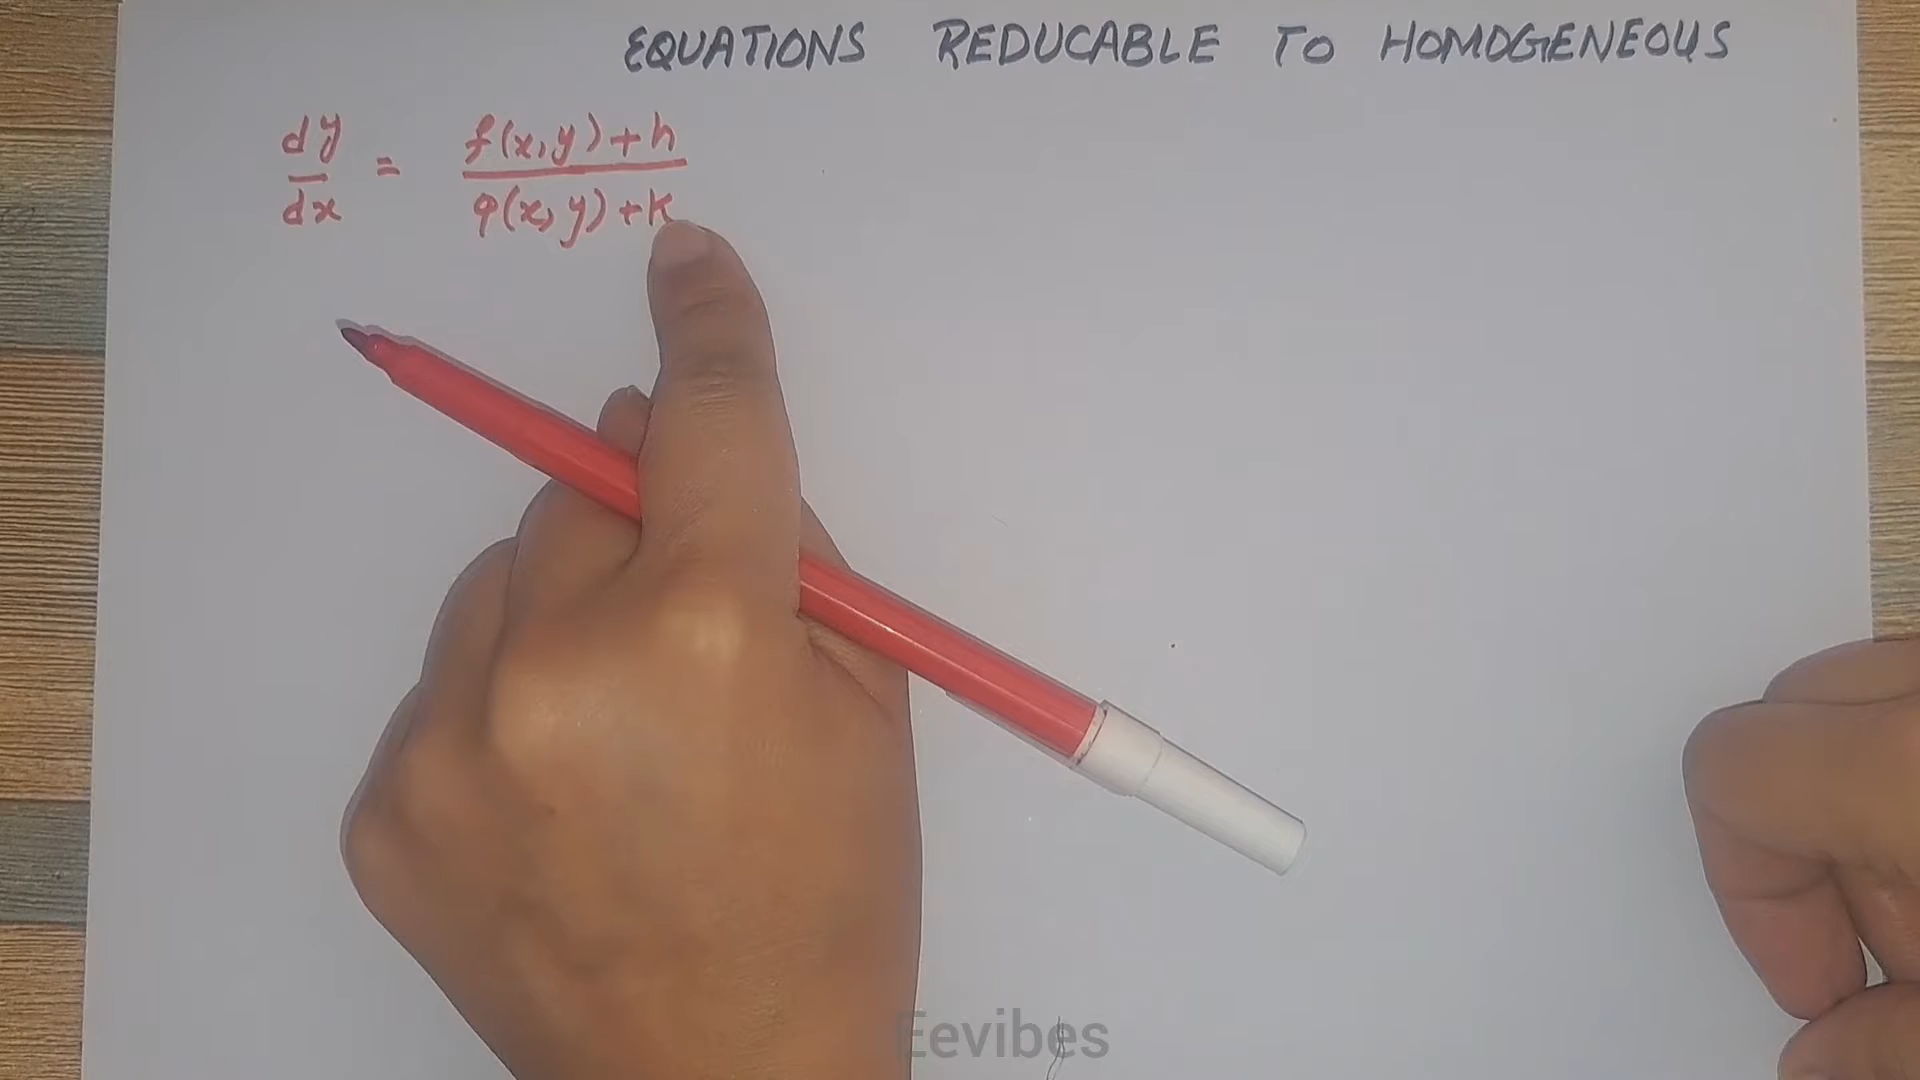 EQUATIONS REDUCABLE TO HOMOGENEOUS
dy/dx = f(x,y)+h / φ(x,y)+k
Eevibes